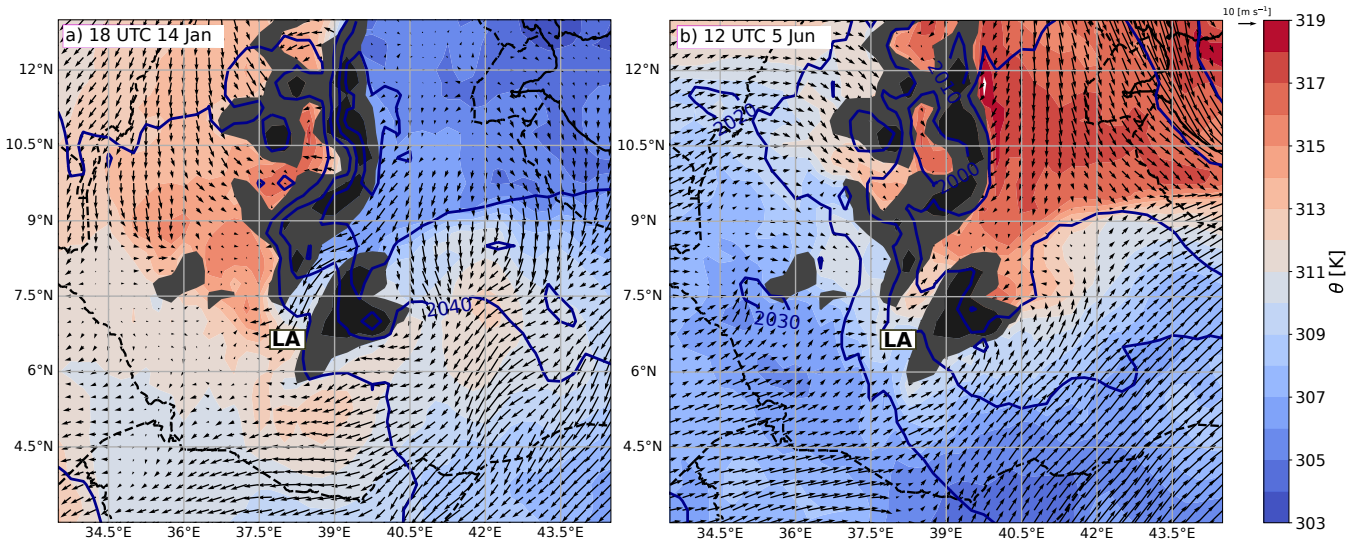 a) 18 UTC 14 Jan
b) 12 UTC 5 Jun
10 [m s⁻¹]
12°N
10.5°N
9°N
7.5°N
6°N
4.5°N
34.5°E
36°E
37.5°E
39°E
40.5°E
42°E
43.5°E
2040
LA
12°N
10.5°N
9°N
7.5°N
6°N
4.5°N
34.5°E
36°E
37.5°E
39°E
40.5°E
42°E
43.5°E
2020
2010
2000
2030
LA
319
317
315
313
311
309
307
305
303
θ [K]